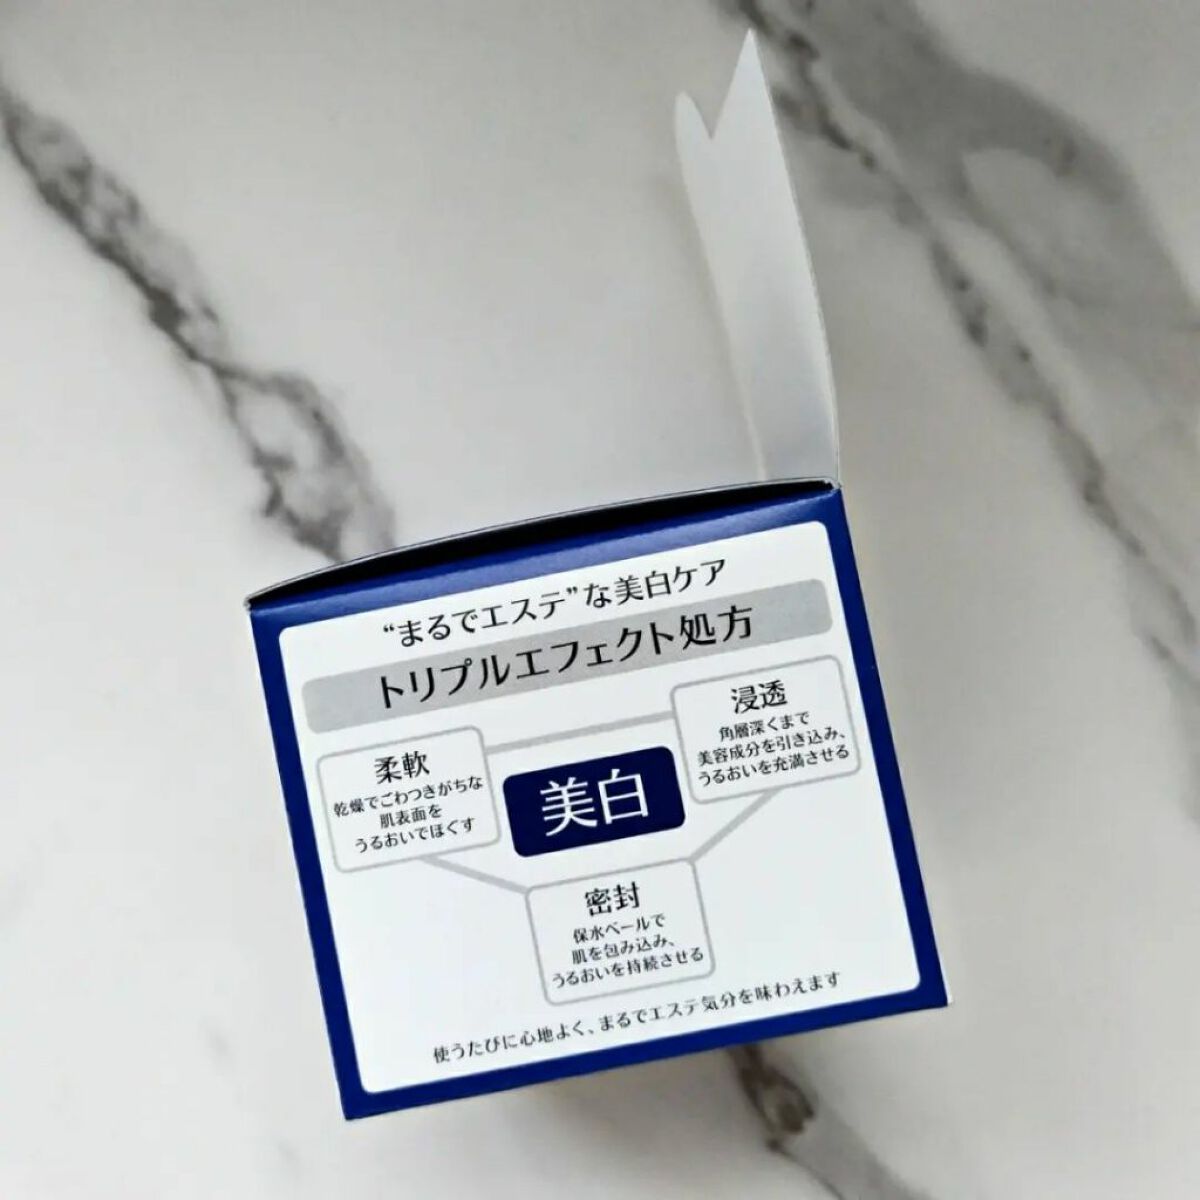 “まるでエステ”な美白ケア
トリプルエフェクト処方
柔軟
乾燥でごわつきがちな
肌表面を
うるおいでほぐす
浸透
角層深くまで
美容成分を引き込み、
うるおいを充満させる
美白
密封
保水ベールで
肌を包み込み、
うるおいを持続させる
使うたびに心地よく、まるでエステ気分を味わえます